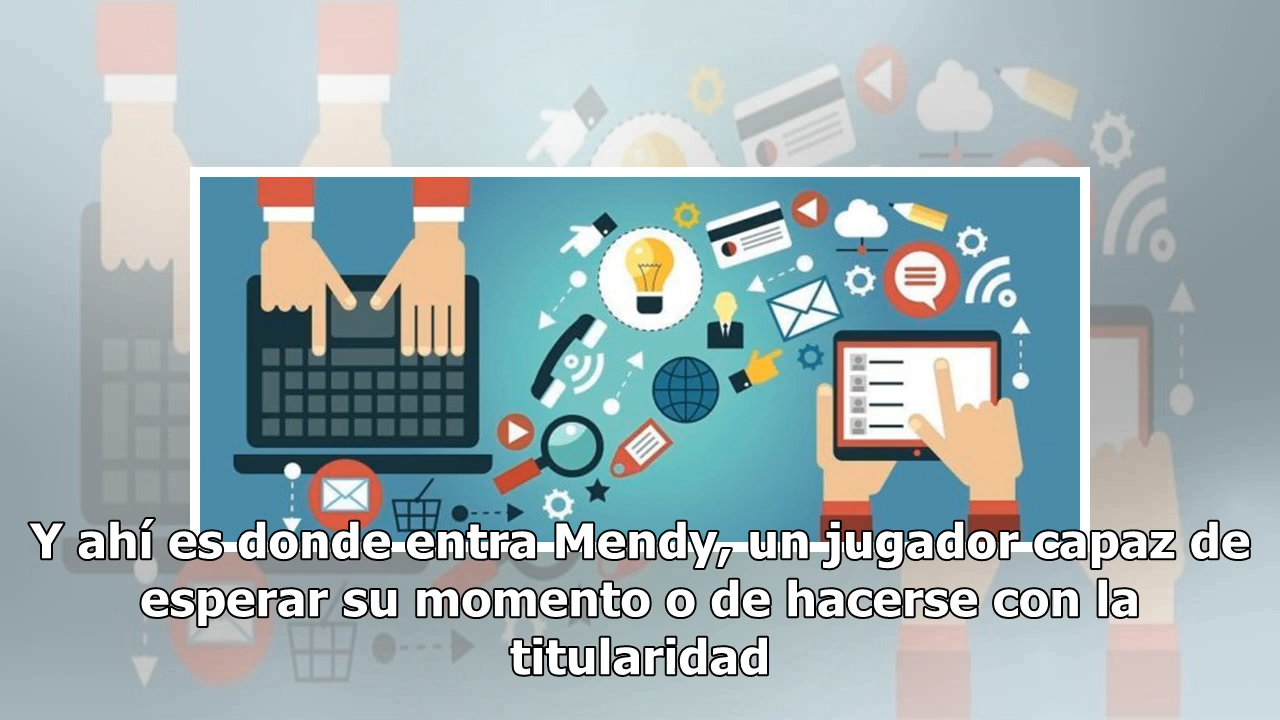 Y ahí es donde entra Mendy, un jugador capaz de
esperar su momento o de hacerse con la
titularidad